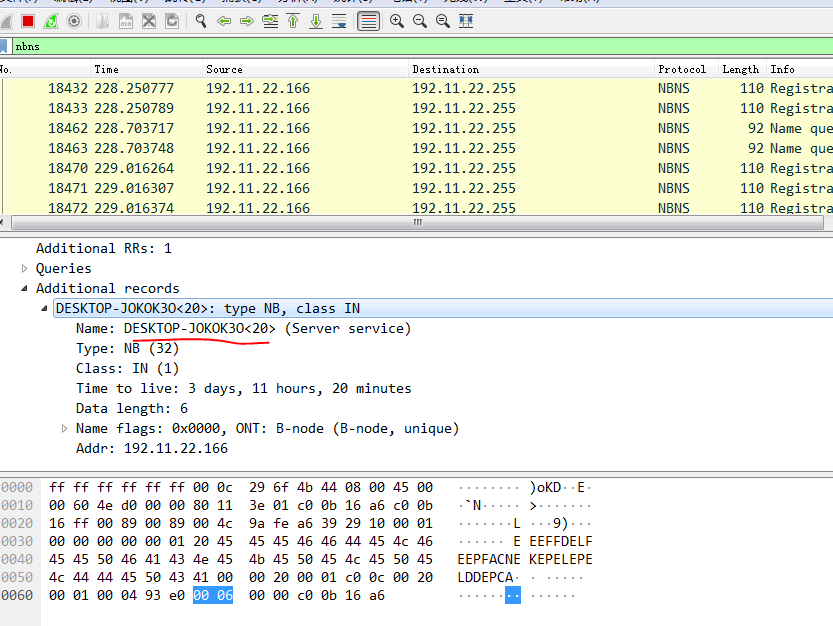 nbns
No. Time Source Destination Protocol Length Info
18432 228.250777 192.11.22.166 192.11.22.255 NBNS 110 Registra
18433 228.250789 192.11.22.166 192.11.22.255 NBNS 110 Registra
18462 228.703717 192.11.22.166 192.11.22.255 NBNS 92 Name que
18463 228.703748 192.11.22.166 192.11.22.255 NBNS 92 Name que
18470 229.016264 192.11.22.166 192.11.22.255 NBNS 110 Registra
18471 229.016307 192.11.22.166 192.11.22.255 NBNS 110 Registra
18472 229.016374 192.11.22.166 192.11.22.255 NBNS 110 Registra
Additional RRs: 1
Queries
Additional records
DESKTOP-JOKOK3O<20>: type NB, class IN
Name: DESKTOP-JOKOK3O<20> (Server service)
Type: NB (32)
Class: IN (1)
Time to live: 3 days, 11 hours, 20 minutes
Data length: 6
Name flags: 0x0000, ONT: B-node (B-node, unique)
Addr: 192.11.22.166
0000 ff ff ff ff ff ff 00 0c 29 6f 4b 44 08 00 45 00 ········ )oKD··E·
0010 00 60 4e d0 00 00 80 11 3e 01 c0 0b 16 a6 c0 0b ·`N····· >·······
0020 16 ff 00 89 00 89 00 4c 9a fe a6 39 29 10 00 01 ·······L ···9)···
0030 00 00 00 00 00 01 20 45 45 45 46 46 44 45 4c 46 ······ E EEFFDELF
0040 45 45 50 46 41 43 4e 45 4b 45 50 45 4c 45 50 45 EEPFACNE KEPELEPE
0050 4c 44 44 45 50 43 41 00 00 20 00 01 c0 0c 00 20 LDDEPCA· · ·····
0060 00 01 00 04 93 e0 00 06 00 00 c0 0b 16 a6 ········ ······